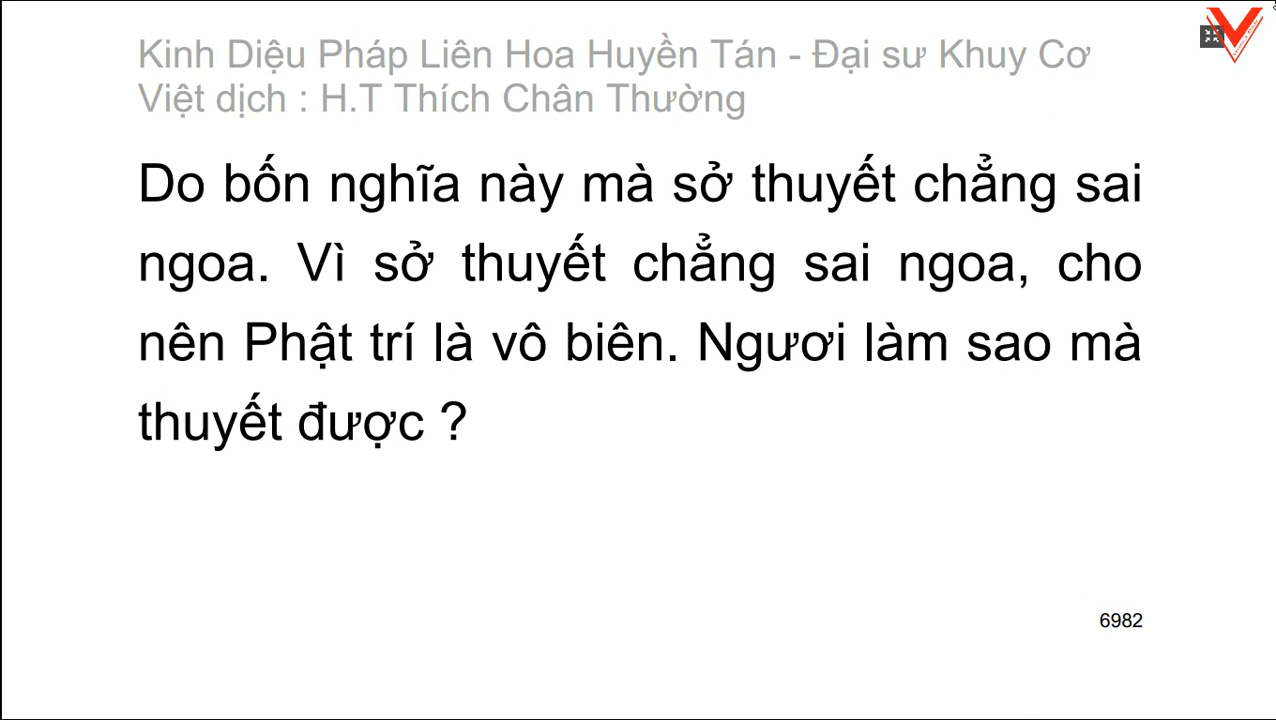 Kinh Diệu Pháp Liên Hoa Huyền Tán - Đại sư Khuy Cơ
Việt dịch : H.T Thích Chân Thường
Do bốn nghĩa này mà sở thuyết chẳng sai
ngoa. Vì sở thuyết chẳng sai ngoa, cho
nên Phật trí là vô biên. Ngươi làm sao mà
thuyết được ?
6982